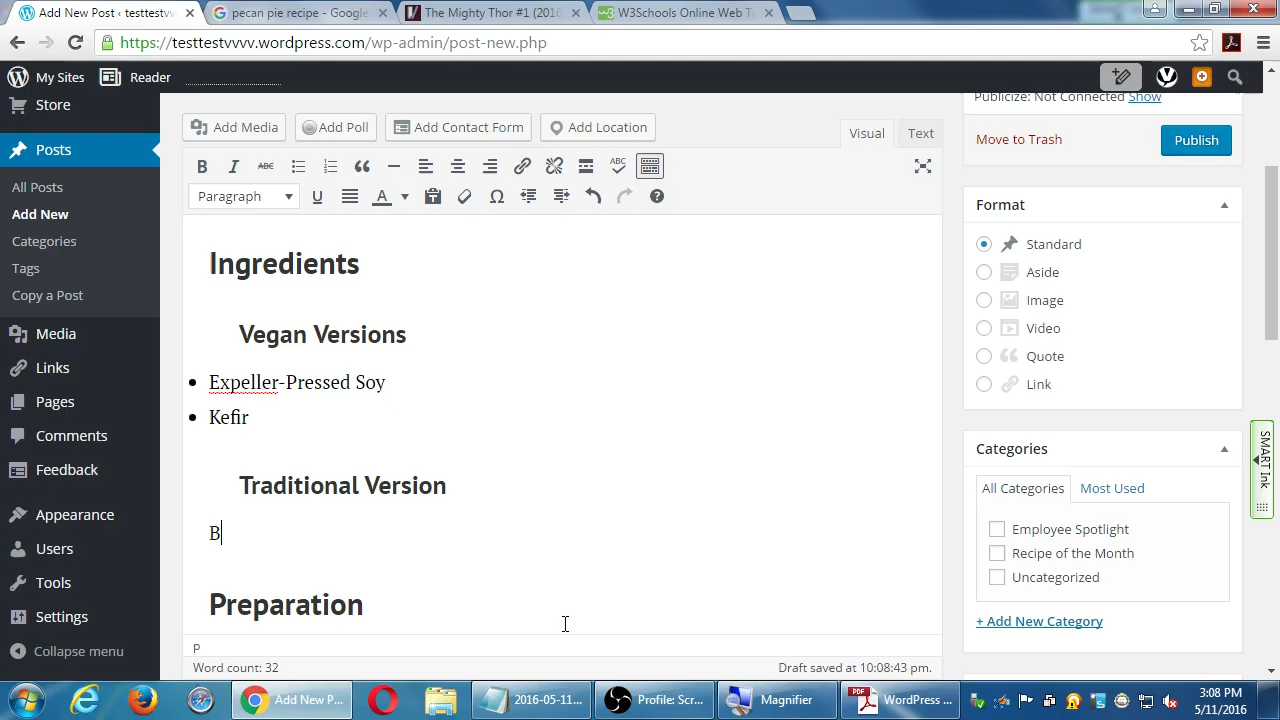 Add New Post ‹ testtestvv
pecan pie recipe - Google
The Mighty Thor #1 (2016
W3Schools Online Web T
https://testtestvvvv.wordpress.com/wp-admin/post-new.php
My Sites
Reader
Store
Posts
All Posts
Add New
Categories
Tags
Copy a Post
Media
Links
Pages
Comments
Feedback
Appearance
Users
Tools
Settings
Collapse menu
Add Media
Add Poll
Add Contact Form
Add Location
Visual
Text
B I ABC
ABC
Paragraph
U
A
Ω
Ingredients
Vegan Versions
Expeller-Pressed Soy
Kefir
Traditional Version
B
Preparation
p
Word count: 32
Draft saved at 10:08:43 pm.
Publicize: Not Connected Show
Move to Trash
Publish
Format
Standard
Aside
Image
Video
Quote
Link
Categories
All Categories
Most Used
Employee Spotlight
Recipe of the Month
Uncategorized
+ Add New Category
SMART Ink
Add New P...
2016-05-11...
Profile: Scr...
Magnifier
PDF
WordPress ...
3:08 PM
5/11/2016